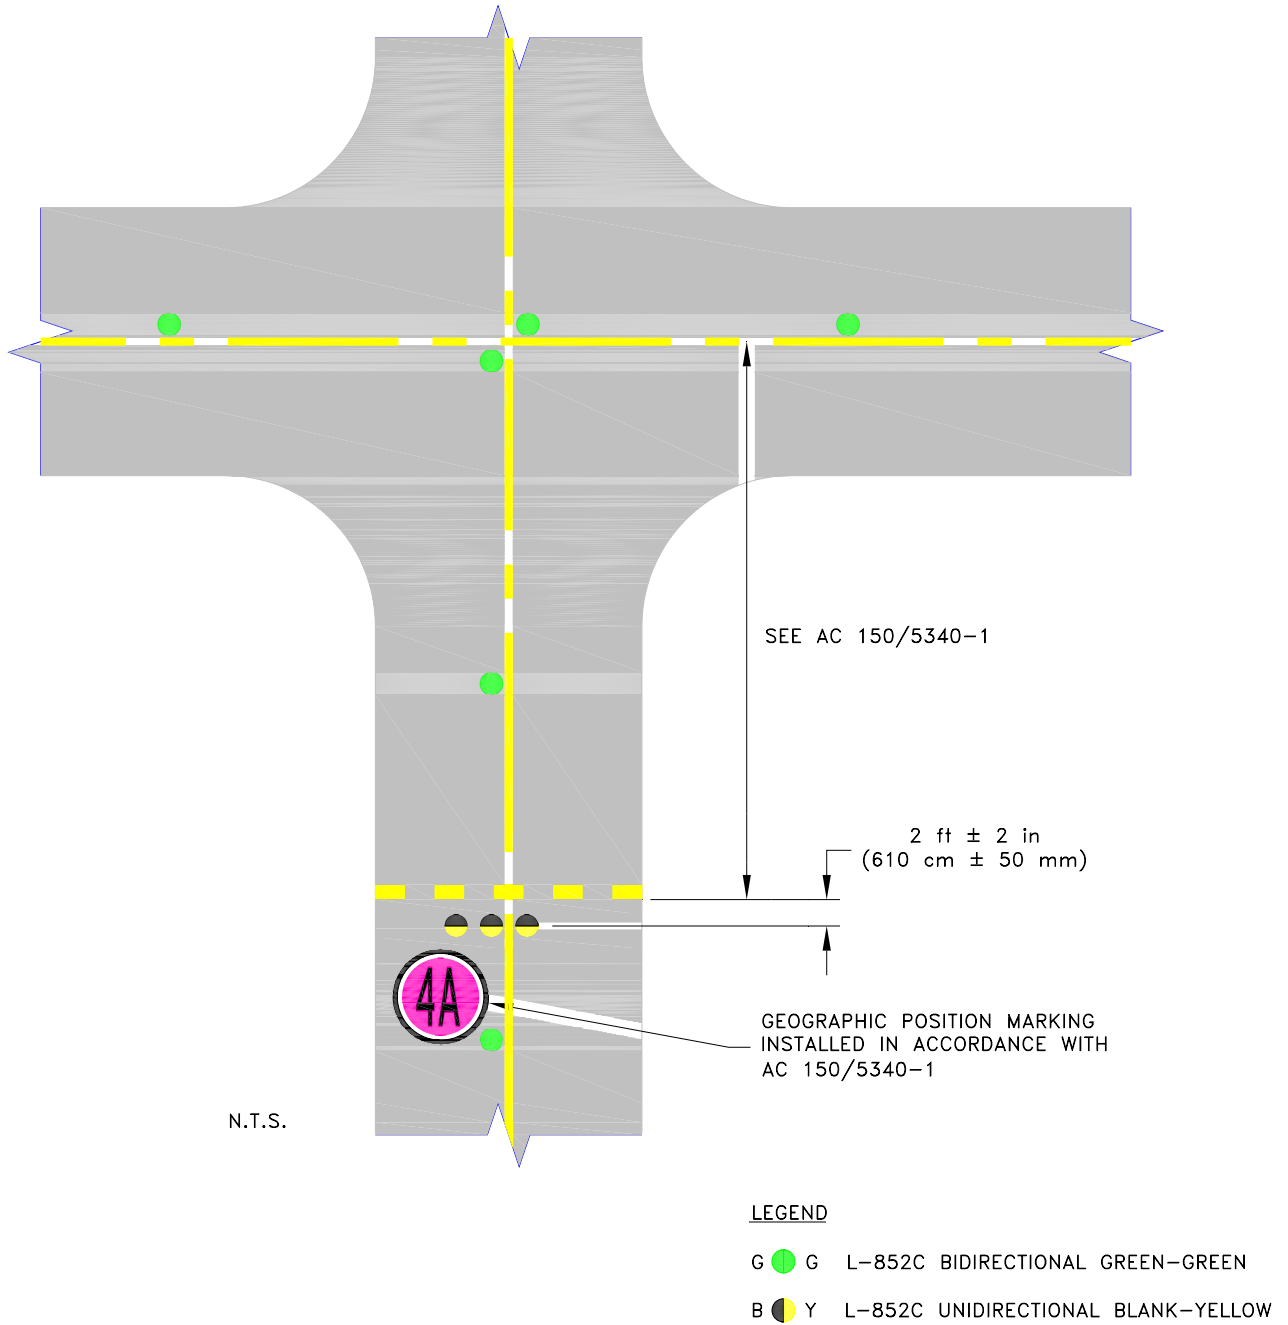 SEE AC 150/5340-1
2 ft ± 2 in
(610 cm ± 50 mm)
4A
GEOGRAPHIC POSITION MARKING
INSTALLED IN ACCORDANCE WITH
AC 150/5340-1
N.T.S.
LEGEND
G G L-852C BIDIRECTIONAL GREEN-GREEN
B Y L-852C UNIDIRECTIONAL BLANK-YELLOW